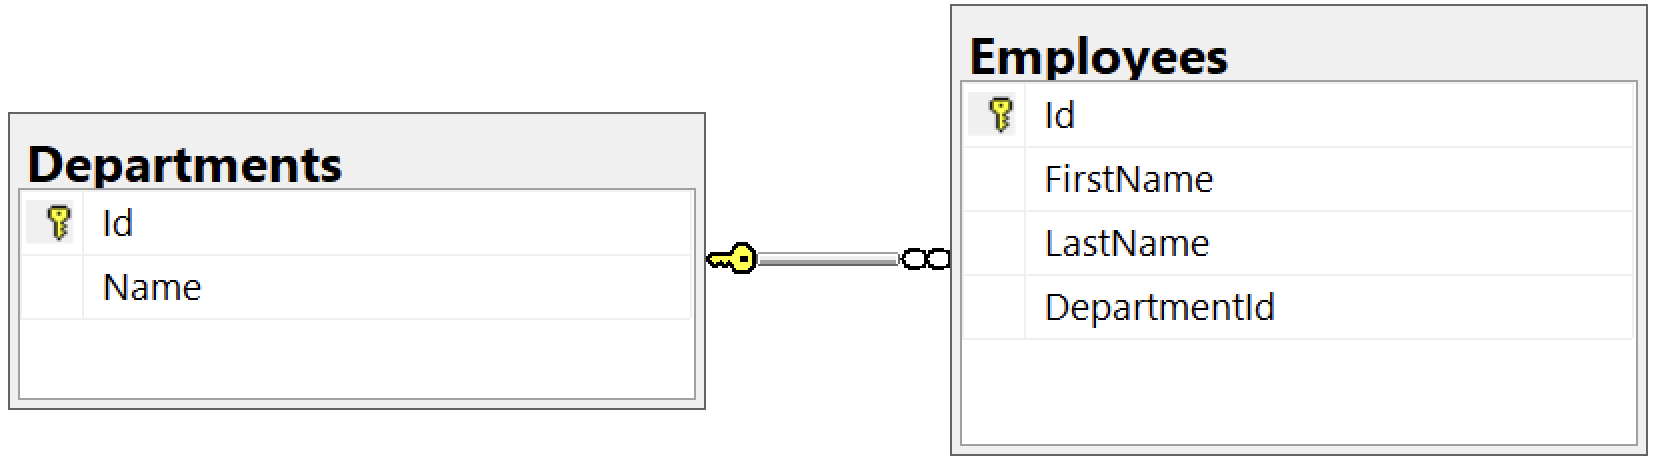 Departments
Id
Name
Employees
Id
FirstName
LastName
DepartmentId